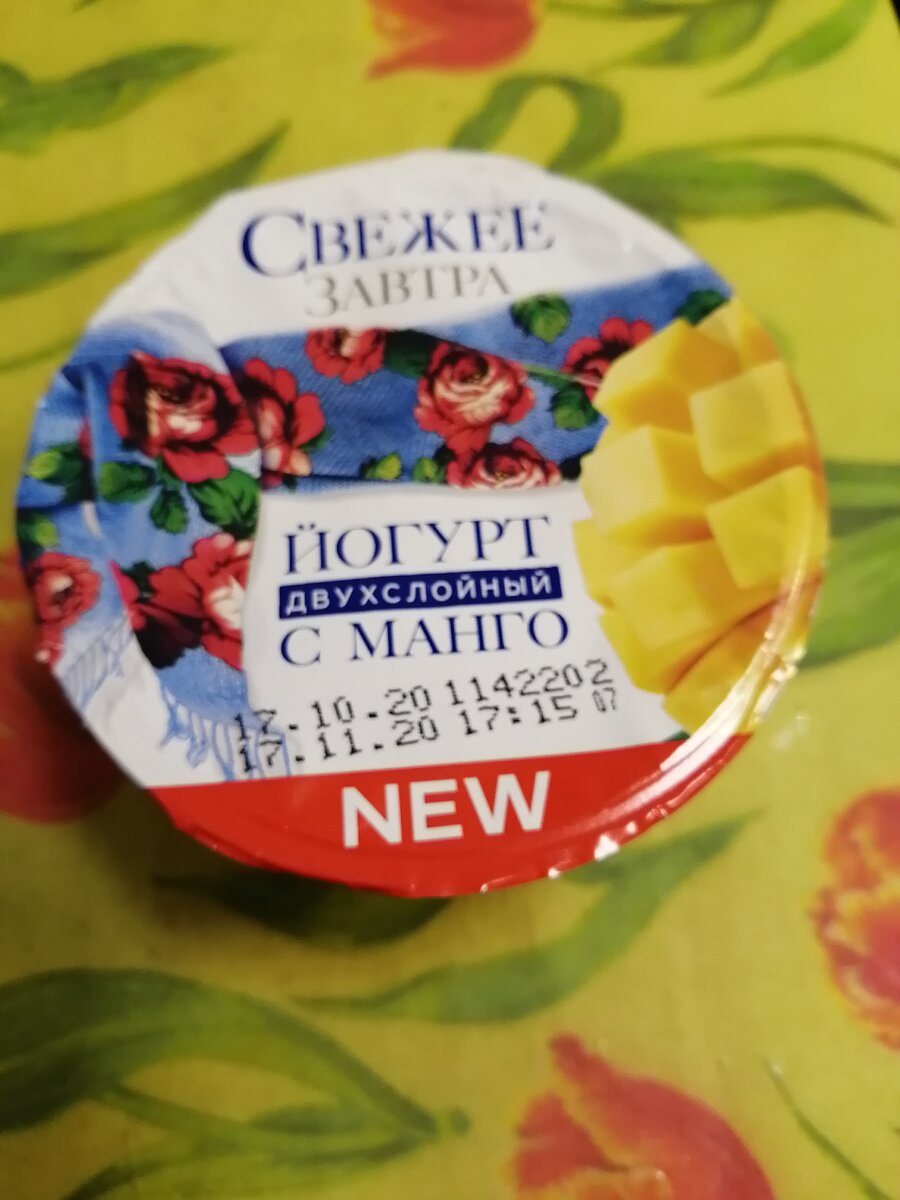 СВЕЖЕЕ
ЗАВТРА
ЙОГУРТ
ДВУХСЛОЙНЫЙ
С МАНГО
17.10.20 1142202
17.11.20 17:15 07
NEW